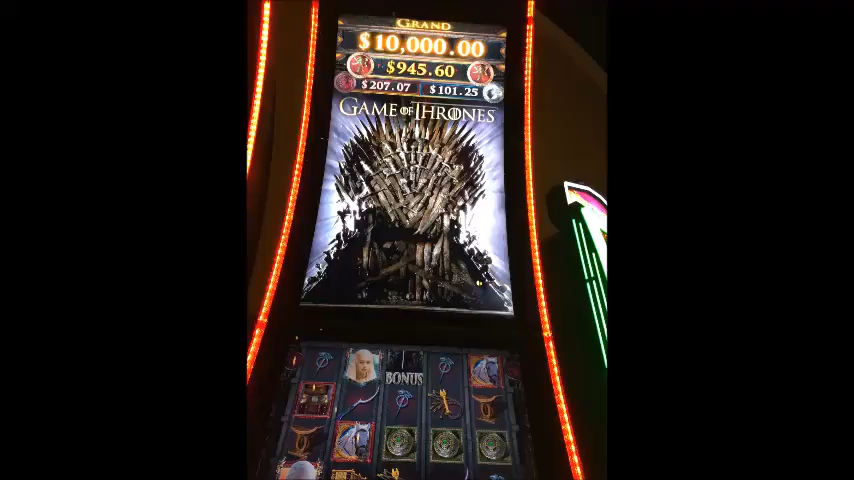 GRAND
$10,000.00
$945.60
$207.07 $101.25
GAME OF THRONES
BONUS